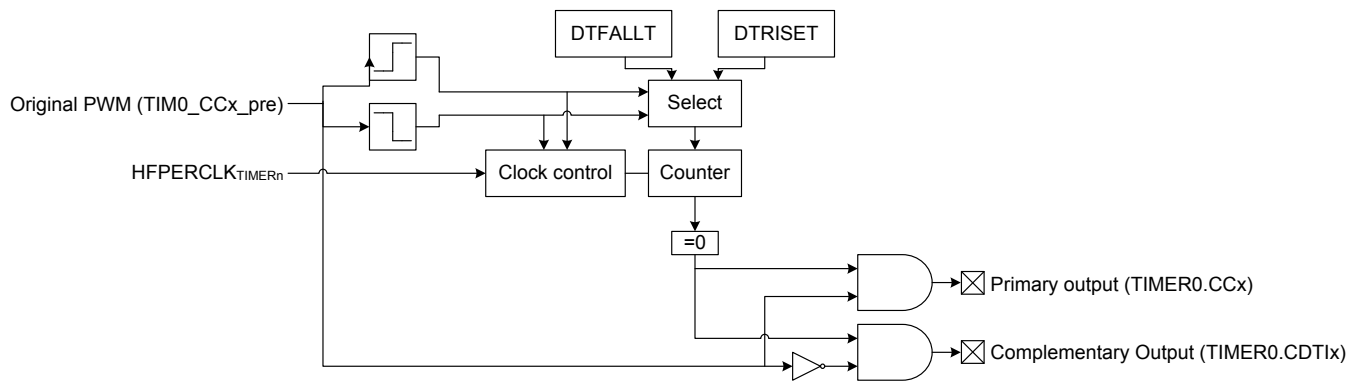 DTFALLT
DTRISET
Original PWM (TIM0_CCx_pre)
Select
HFPERCLKTIMERn
Clock control
Counter
=0
Primary output (TIMER0.CCx)
Complementary Output (TIMER0.CDTIx)